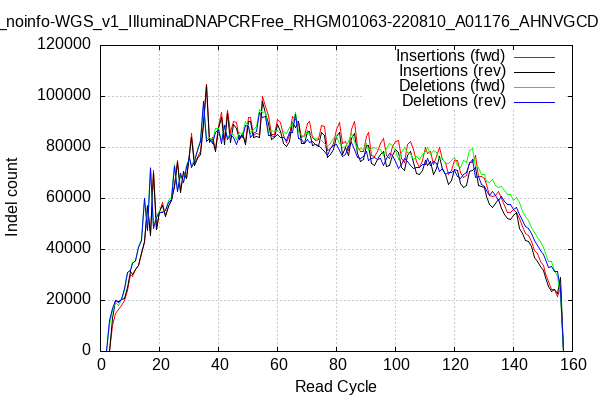 _noinfo-WGS_v1_IlluminaDNAPCRFree_RHGM01063-220810_A01176_AHNVGCD
120000
100000
80000
60000
40000
20000
0
Indel count
Insertions (fwd)
Insertions (rev)
Deletions (fwd)
Deletions (rev)
0 20 40 60 80 100 120 140 160
Read Cycle